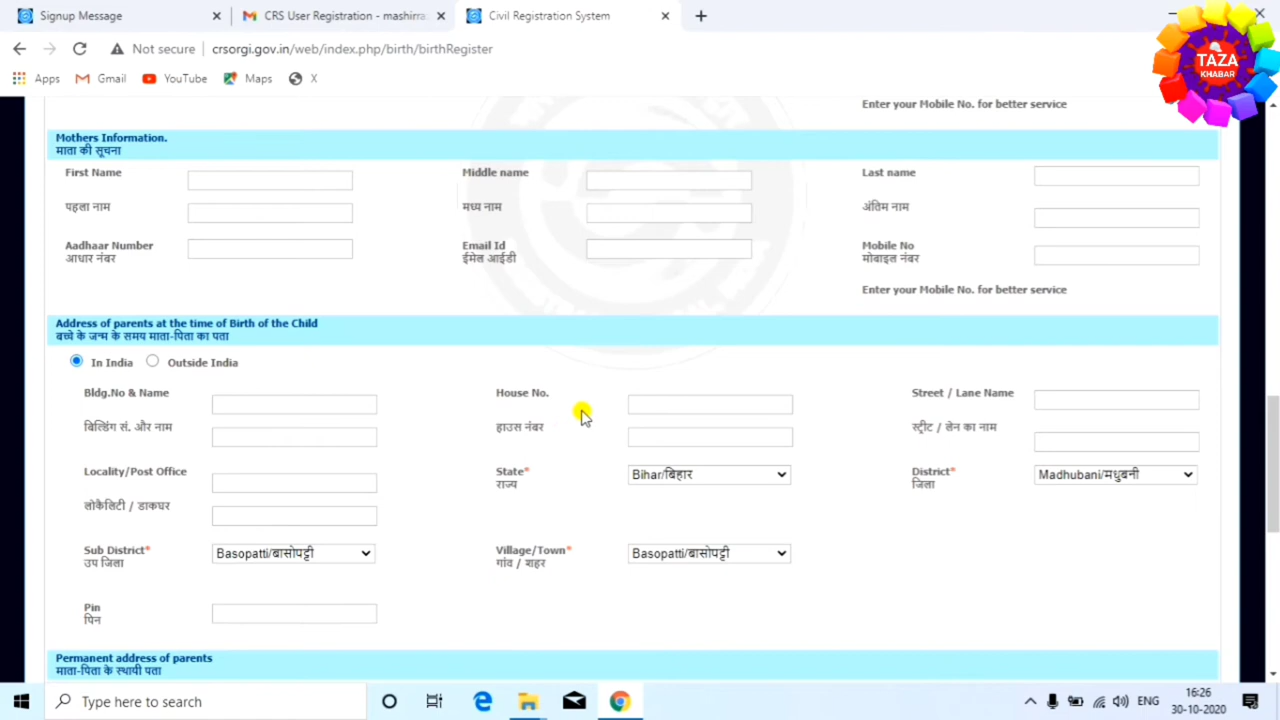 Signup Message
CRS User Registration - mashirra
Civil Registration System
Not secure
crsorgi.gov.in/web/index.php/birth/birthRegister
TAZA
KHABAR
Apps
Gmail
YouTube
Maps
X
Enter your Mobile No. for better service
Mothers Information.
माता की सूचना
First Name
Middle name
Last name
पहला नाम
मध्य नाम
अंतिम नाम
Aadhaar Number
Email Id
Mobile No
आधार नंबर
ईमेल आईडी
मोबाइल नंबर
Enter your Mobile No. for better service
Address of parents at the time of Birth of the Child
बच्चे के जन्म के समय माता-पिता का पता
In India
Outside India
Bldg.No & Name
House No.
Street / Lane Name
बिल्डिंग सं. और नाम
हाउस नंबर
स्ट्रीट / लेन का नाम
Locality/Post Office
State*
Bihar/बिहार
District*
Madhubani/मधुबनी
राज्य
जिला
लोकैलिटी / डाकघर
Sub District*
Basopatti/बासोपट्टी
Village/Town*
Basopatti/बासोपट्टी
उप जिला
गांव / शहर
Pin
पिन
Permanent address of parents
माता-पिता के स्थायी पता
Type here to search
ENG
16:26
30-10-2020